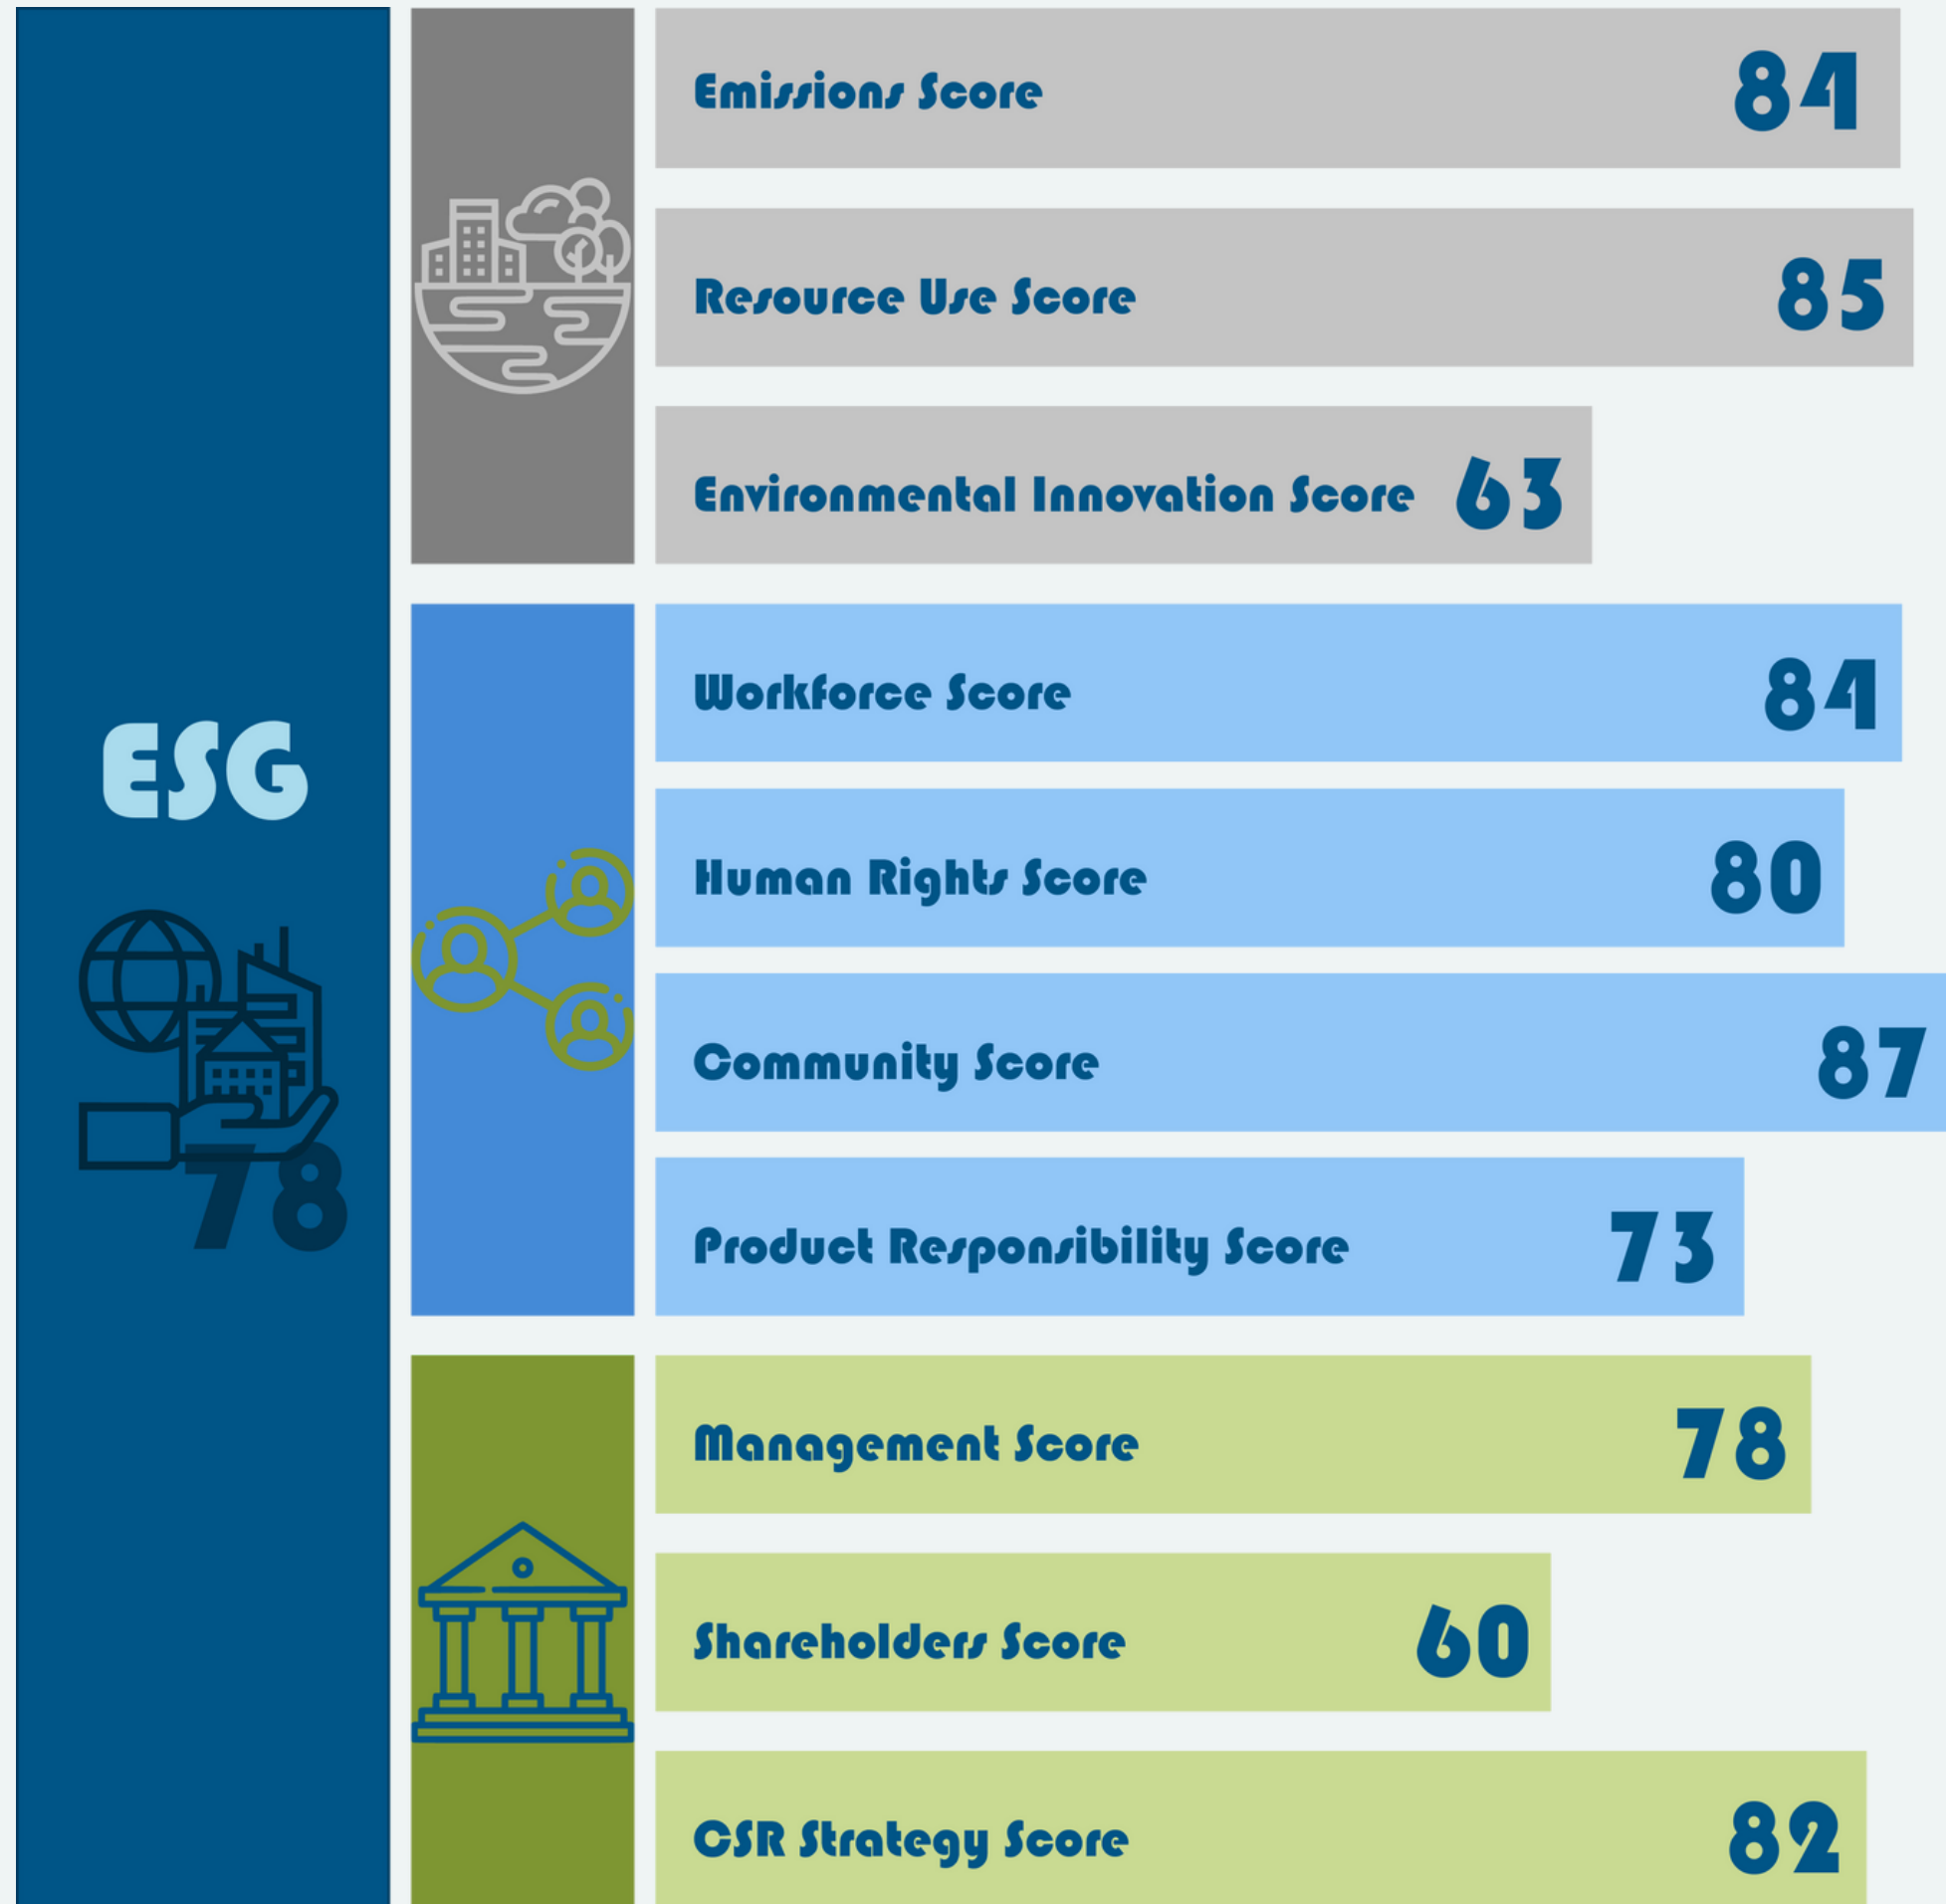 ESG
78
Emissions Score 84
Resource Use Score 85
Environmental Innovation Score 63
Workforce Score 84
Human Rights Score 80
Community Score 87
Product Responsibility Score 73
Management Score 78
Shareholders Score 60
CSR Strategy Score 82